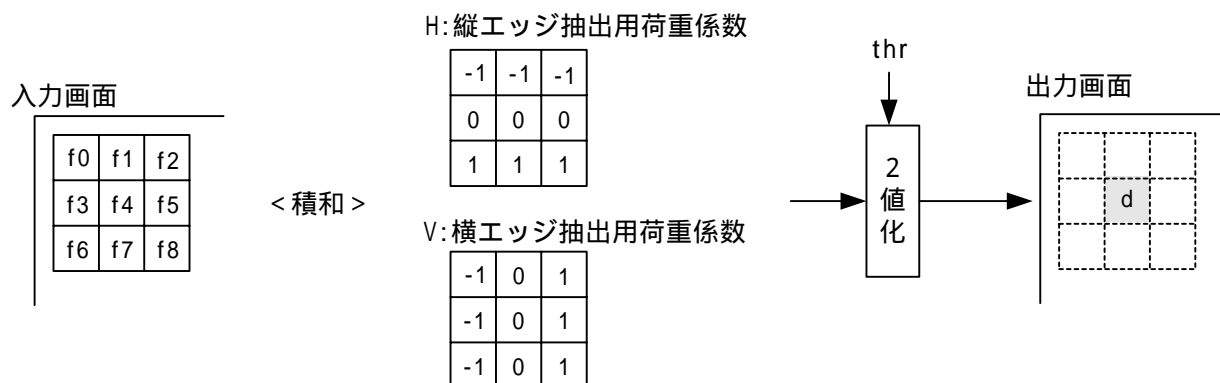 H:縦エッジ抽出用荷重係数
-1 -1 -1
0 0 0
1 1 1
入力画面
f0 f1 f2
f3 f4 f5
f6 f7 f8
<積和>
V:横エッジ抽出用荷重係数
-1 0 1
-1 0 1
-1 0 1
thr
2値化
出力画面
d